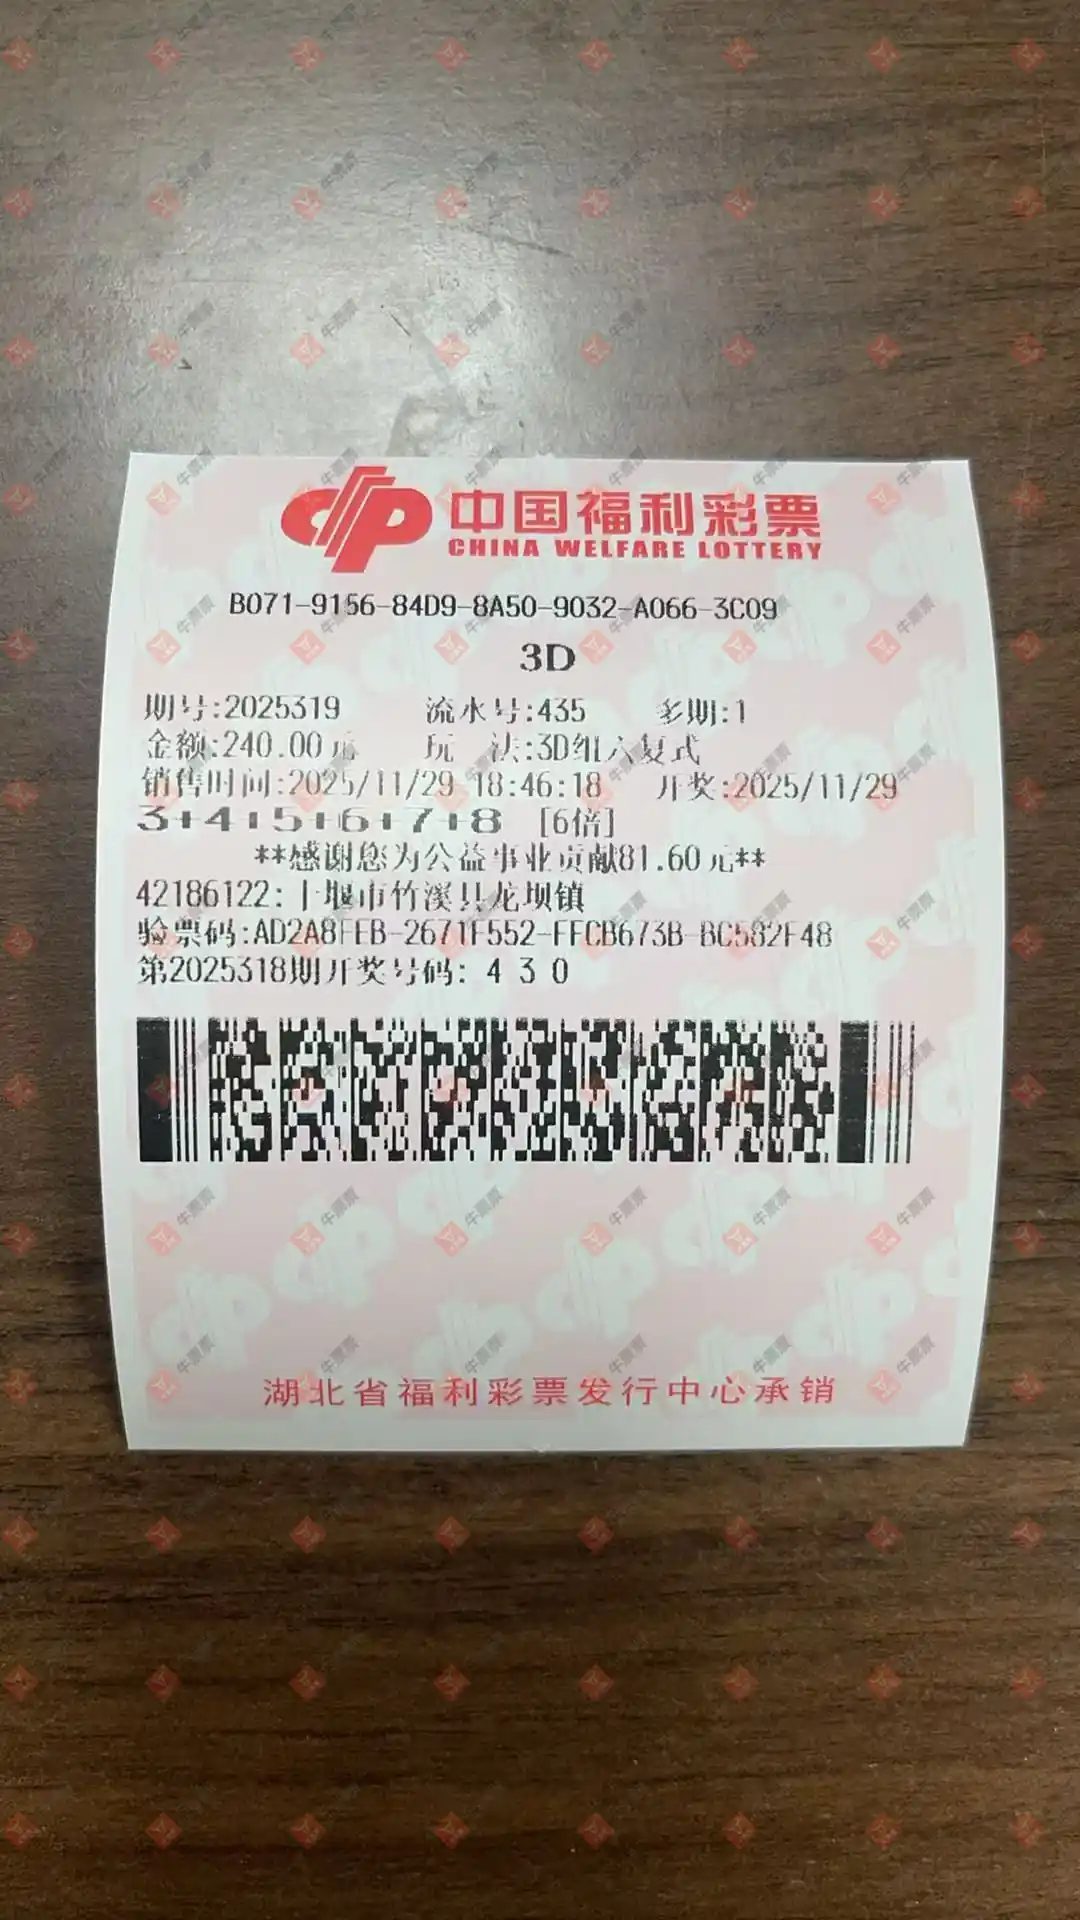 中国福利彩票
CHINA WELFARE LOTTERY
B071-9156-84D9-8A50-9032-A066-3C09
3D
期号:2025319 流水号:435 多期:1
金额:240.00元 玩 法:3D组六复式
销售时间:2025/11/29 18:46:18 开奖:2025/11/29
3+4+5+6+7+8 [6倍]
**感谢您为公益事业贡献81.60元**
42186122:十堰市竹溪县龙坝镇
验票码:AD2A8FEB-2671F552-FFCB673B-BC582F48
第2025318期开奖号码: 4 3 0
湖北省福利彩票发行中心承销
牛票票